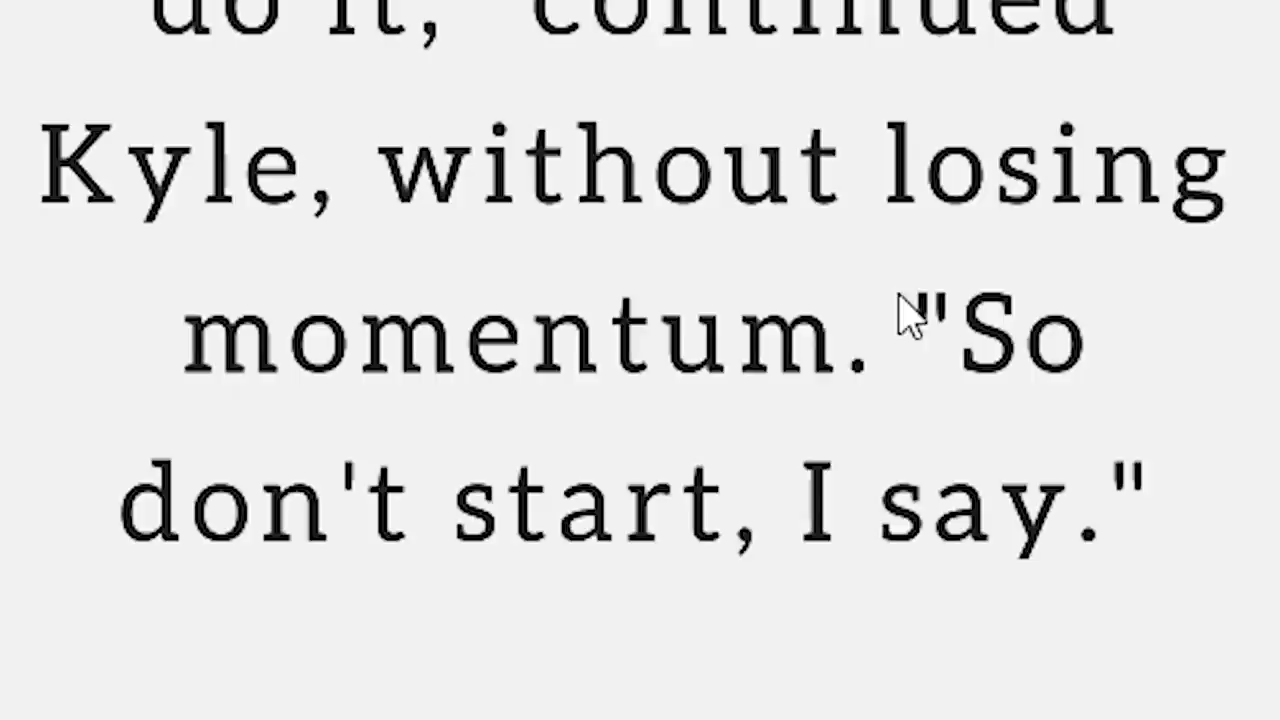 do it," continued
Kyle, without losing
momentum. "So
don't start, I say."